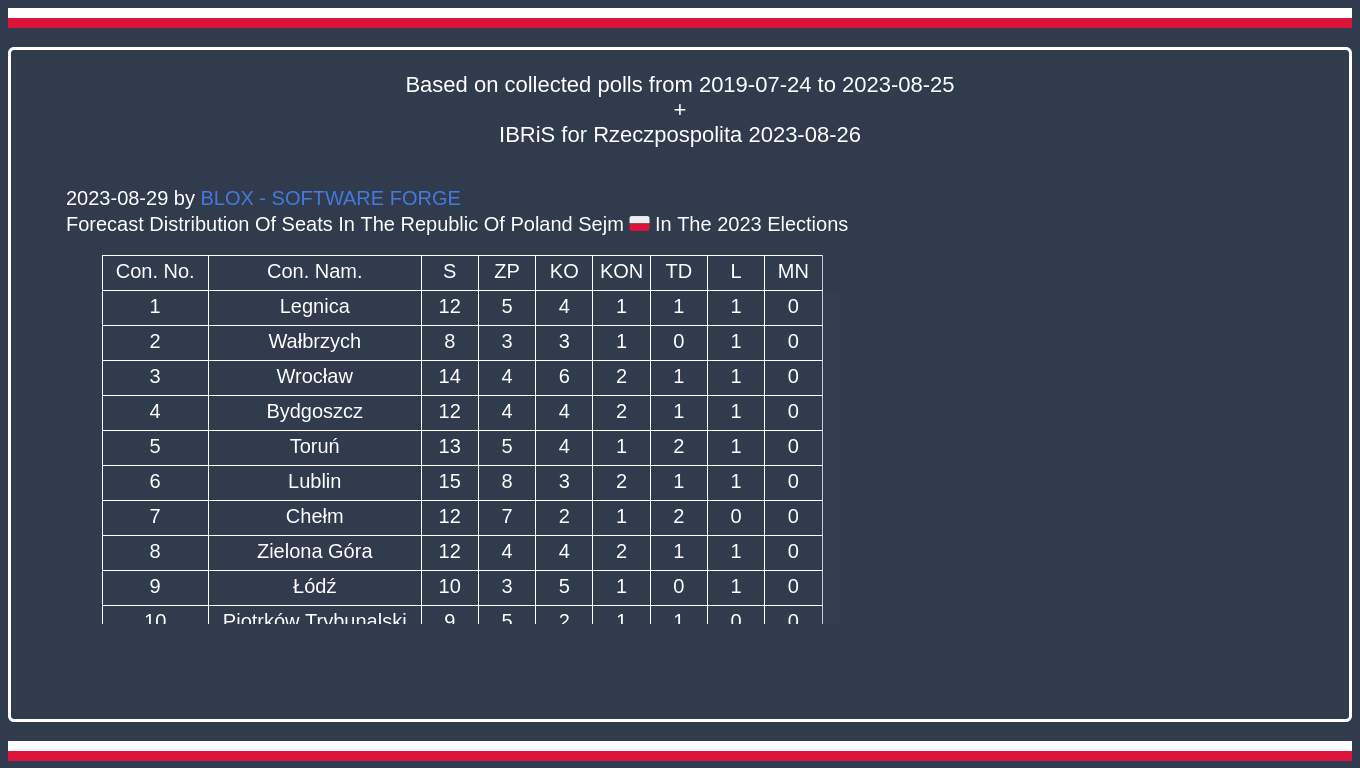 Based on collected polls from 2019-07-24 to 2023-08-25
+
IBRiS for Rzeczpospolita 2023-08-26
2023-08-29 by BLOX - SOFTWARE FORGE
Forecast Distribution Of Seats In The Republic Of Poland Sejm In The 2023 Elections
Con. No. Con. Nam. S ZP KO KON TD L MN
1 Legnica 12 5 4 1 1 1 0
2 Wałbrzych 8 3 3 1 0 1 0
3 Wrocław 14 4 6 2 1 1 0
4 Bydgoszcz 12 4 4 2 1 1 0
5 Toruń 13 5 4 1 2 1 0
6 Lublin 15 8 3 2 1 1 0
7 Chełm 12 7 2 1 2 0 0
8 Zielona Góra 12 4 4 2 1 1 0
9 Łódź 10 3 5 1 0 1 0
10 Piotrków Trybunalski 9 5 2 1 1 0 0